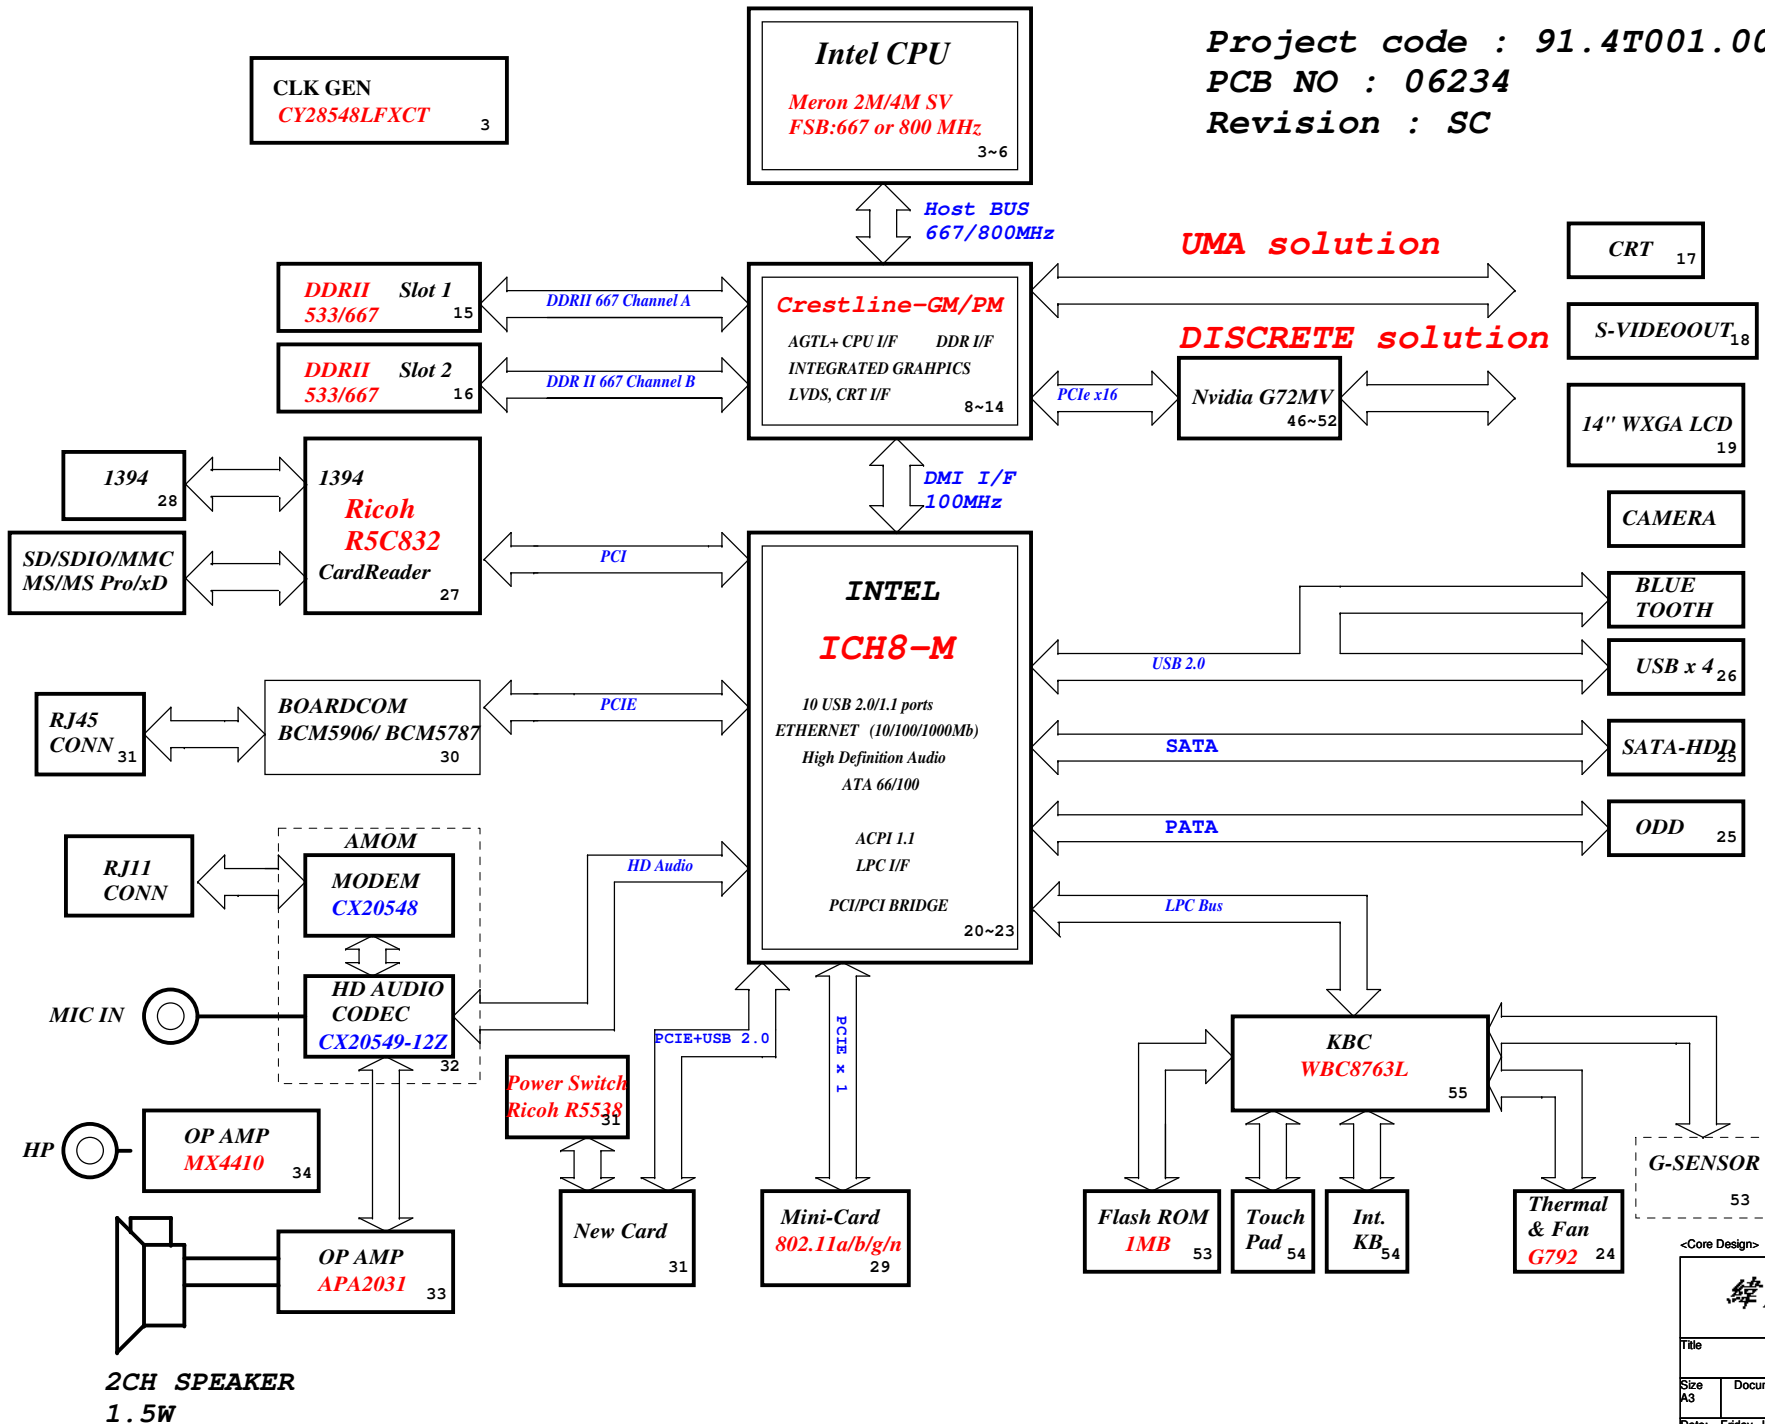 Project code : 91.4T001.00
PCB NO : 06234
Revision : SC
CLK GEN
CY28548LFXCT
3
Intel CPU
Meron 2M/4M SV
FSB:667 or 800 MHz
3~6
Host BUS
667/800MHz
UMA solution
CRT 17
DDRII Slot 1
533/667 15
DDRII 667 Channel A
Crestline-GM/PM
AGTL+ CPU I/F DDR I/F
INTEGRATED GRAHPICS
LVDS, CRT I/F
8~14
S-VIDEOOUT 18
DISCRETE solution
DDRII Slot 2
533/667 16
DDR II 667 Channel B
PCIe x16
Nvidia G72MV
46~52
14" WXGA LCD
19
DMI I/F
100MHz
1394
28
1394
Ricoh
R5C832
CardReader
27
SD/SDIO/MMC
MS/MS Pro/xD
PCI
CAMERA
INTEL
ICH8-M
10 USB 2.0/1.1 ports
ETHERNET (10/100/1000Mb)
High Definition Audio
ATA 66/100
ACPI 1.1
LPC I/F
PCI/PCI BRIDGE
20~23
BLUE
TOOTH
USB 2.0
USB x 4 26
RJ45
CONN 31
BOARDCOM
BCM5906/ BCM5787
30
PCIE
SATA
SATA-HDD
25
PATA
ODD 25
AMOM
RJ11
CONN
MODEM
CX20548
HD Audio
LPC Bus
MIC IN
HD AUDIO
CODEC
CX20549-12Z
32
PCIE+USB 2.0
PCIE x 1
KBC
WBC8763L
55
Power Switch
Ricoh R5538
31
HP
OP AMP
MX4410
34
G-SENSOR
53
New Card
31
Mini-Card
802.11a/b/g/n
29
Flash ROM
1MB 53
Touch
Pad 54
Int.
KB 54
Thermal
& Fan
G792 24
OP AMP
APA2031
33
2CH SPEAKER
1.5W
<Core Design>
緯
Title
Size
A3
Docu
Date: Friday,